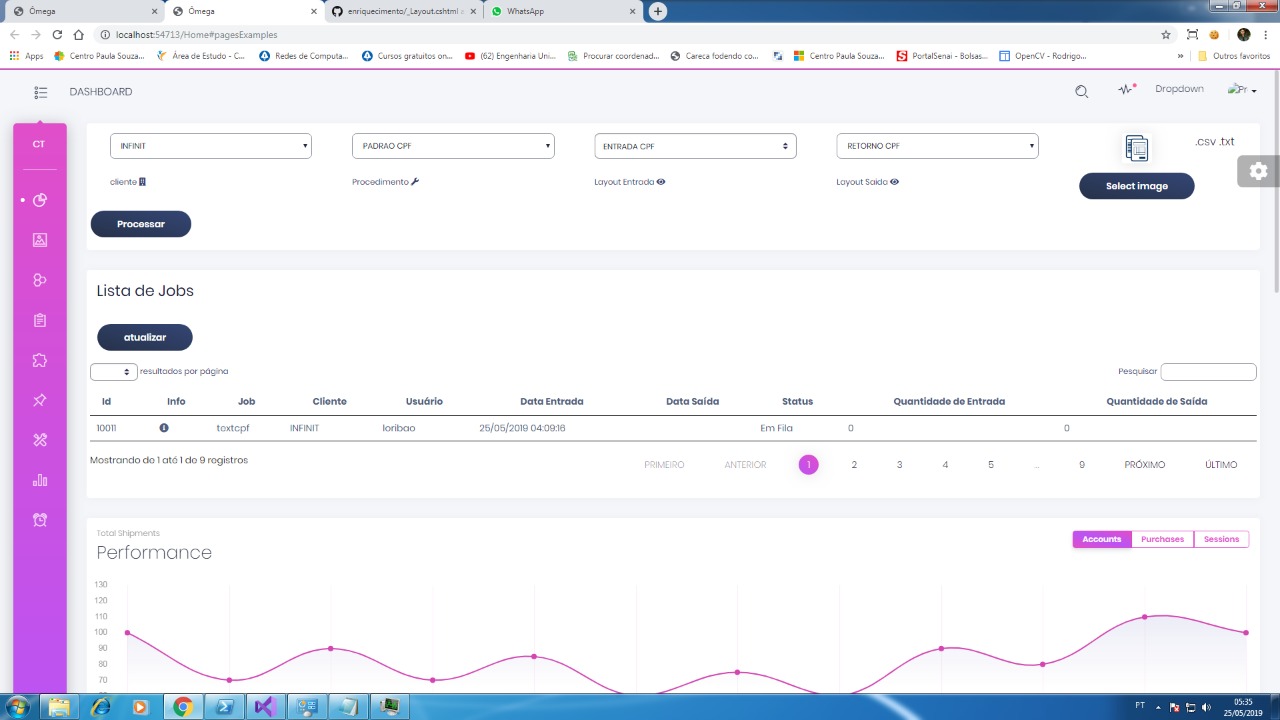 Ômega
Ômega
enriquecimento/_Layout.cshtml
WhatsApp
localhost:54713/Home#pagesExamples
Apps
Centro Paula Souza...
Área de Estudo - C...
Redes de Computa...
Cursos gratuitos on...
(62) Engenharia Uni...
Procurar coordenad...
Careca fodendo co...
Centro Paula Souza...
PortalSenai - Bolsas...
OpenCV - Rodrigo...
»
Outros favoritos
DASHBOARD
Dropdown
Pr
CT
INFINIT
PADRAO CPF
ENTRADA CPF
RETORNO CPF
.csv .txt
cliente
Procedimento
Layout Entrada
Layout Saida
Select image
Processar
Lista de Jobs
atualizar
resultados por página
Pesquisar
Id Info Job Cliente Usuário Data Entrada Data Saída Status Quantidade de Entrada Quantidade de Saída
10011 textcpf INFINIT loribao 25/05/2019 04:09:16 Em Fila 0 0
Mostrando de 1 até 1 de 9 registros
PRIMEIRO ANTERIOR 1 2 3 4 5 ... 9 PRÓXIMO ÚLTIMO
Total Shipments
Performance
Accounts Purchases Sessions
130
120
110
100
90
80
70
PT
05:35
25/05/2019